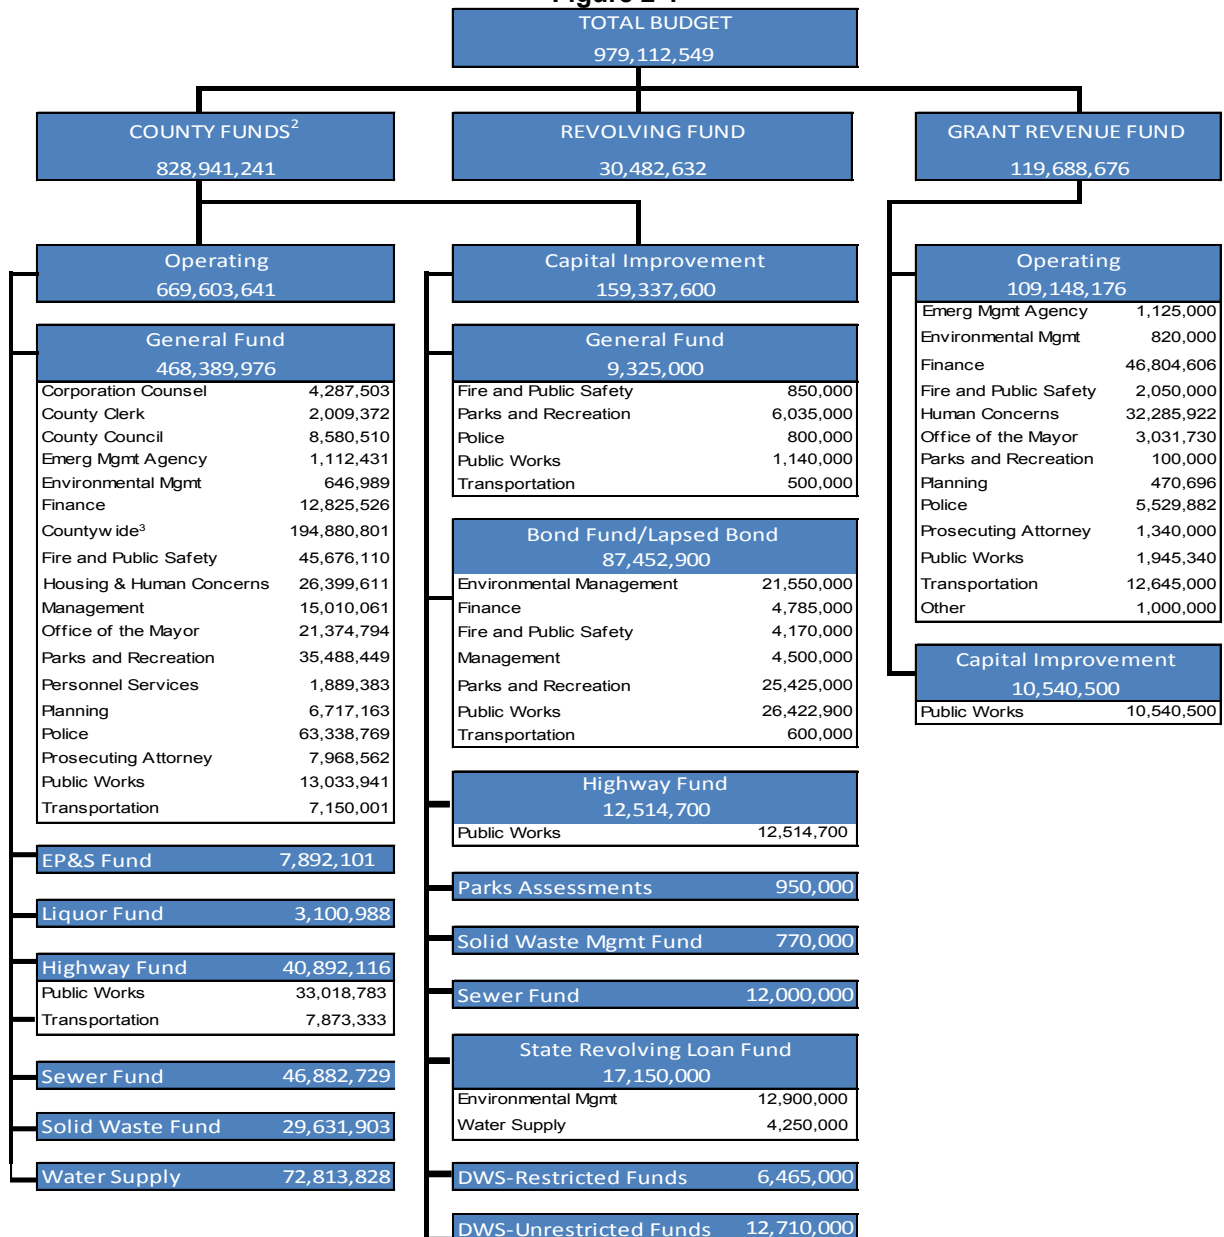 TOTAL BUDGET
979,112,549
COUNTY FUNDS2
828,941,241
REVOLVING FUND
30,482,632
GRANT REVENUE FUND
119,688,676
Operating
669,603,641
General Fund
468,389,976
Corporation Counsel 4,287,503
County Clerk 2,009,372
County Council 8,580,510
Emerg Mgmt Agency 1,112,431
Environmental Mgmt 646,989
Finance 12,825,526
Countywide3 194,880,801
Fire and Public Safety 45,676,110
Housing & Human Concerns 26,399,611
Management 15,010,061
Office of the Mayor 21,374,794
Parks and Recreation 35,488,449
Personnel Services 1,889,383
Planning 6,717,163
Police 63,338,769
Prosecuting Attorney 7,968,562
Public Works 13,033,941
Transportation 7,150,001
EP&S Fund 7,892,101
Liquor Fund 3,100,988
Highway Fund 40,892,116
Public Works 33,018,783
Transportation 7,873,333
Sewer Fund 46,882,729
Solid Waste Fund 29,631,903
Water Supply 72,813,828
Capital Improvement
159,337,600
General Fund
9,325,000
Fire and Public Safety 850,000
Parks and Recreation 6,035,000
Police 800,000
Public Works 1,140,000
Transportation 500,000
Bond Fund/Lapsed Bond
87,452,900
Environmental Management 21,550,000
Finance 4,785,000
Fire and Public Safety 4,170,000
Management 4,500,000
Parks and Recreation 25,425,000
Public Works 26,422,900
Transportation 600,000
Highway Fund
12,514,700
Public Works 12,514,700
Parks Assessments 950,000
Solid Waste Mgmt Fund 770,000
Sewer Fund 12,000,000
State Revolving Loan Fund
17,150,000
Environmental Mgmt 12,900,000
Water Supply 4,250,000
DWS-Restricted Funds 6,465,000
DWS-Unrestricted Funds 12,710,000
Operating
109,148,176
Emerg Mgmt Agency 1,125,000
Environmental Mgmt 820,000
Finance 46,804,606
Fire and Public Safety 2,050,000
Human Concerns 32,285,922
Office of the Mayor 3,031,730
Parks and Recreation 100,000
Planning 470,696
Police 5,529,882
Prosecuting Attorney 1,340,000
Public Works 1,945,340
Transportation 12,645,000
Other 1,000,000
Capital Improvement
10,540,500
Public Works 10,540,500